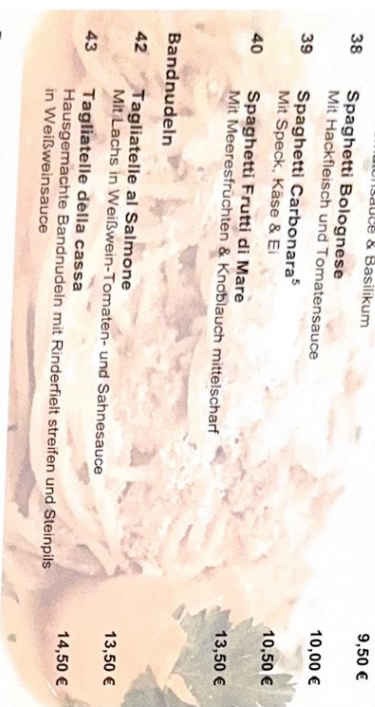 9,50 €
& Basilikum
38 Spaghetti Bolognese 10,00 €
Mit Hackfleisch und Tomatensauce
39 Spaghetti Carbonara⁵ 10,50 €
Mit Speck, Käse & Ei
40 Spaghetti Frutti di Mare 13,50 €
Mit Meeresfrüchten & Knoblauch mittelscharf
Bandnudeln
42 Tagliatelle al Salmone 13,50 €
Mit Lachs in Weißwein-Tomaten- und Sahnesauce
43 Tagliatelle della cassa 14,50 €
Hausgemachte Bandnudeln mit Rinderfielt streifen und Steinpils
in Weißweinsauce